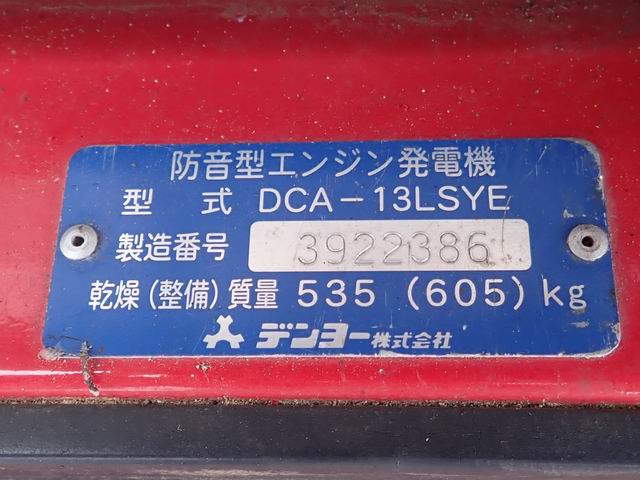 防音型エンジン発電機
型 式 DCA-13LSYE
製造番号 3922386
乾燥(整備)質量 535 (605) kg
デンヨー株式会社